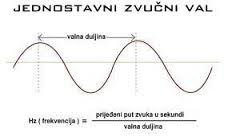 JEDNOSTAVNI ZVUČNI VAL
valna duljina
Hz ( frekvencija ) = prijeđeni put zvuka u sekundi
valna duljina